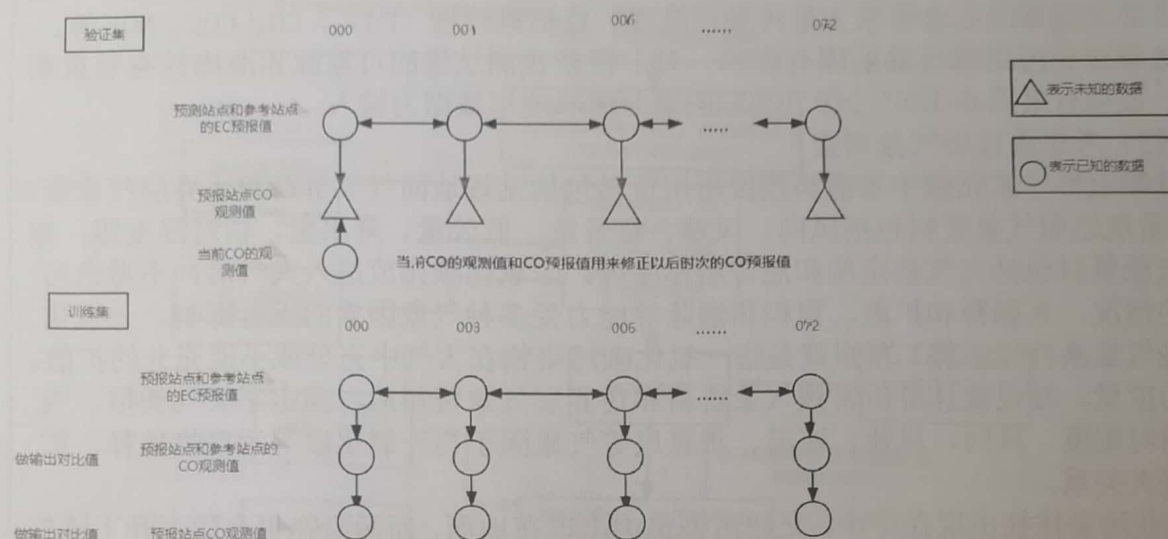 验证集
000 001 006 ...... 072
预测站点和参考站点
的EC预报值
.....
表示未知的数据
表示已知的数据
预报站点CO
观测值
当前CO的观
测值
当前CO的观测值和CO预报值用来修正以后时次的CO预报值
训练集
000 003 006 ...... 072
预报站点和参考站点
的EC预报值
......
做输出对比值
预报站点和参考站点的
CO观测值
做输出对比值
预报站点CO观测值